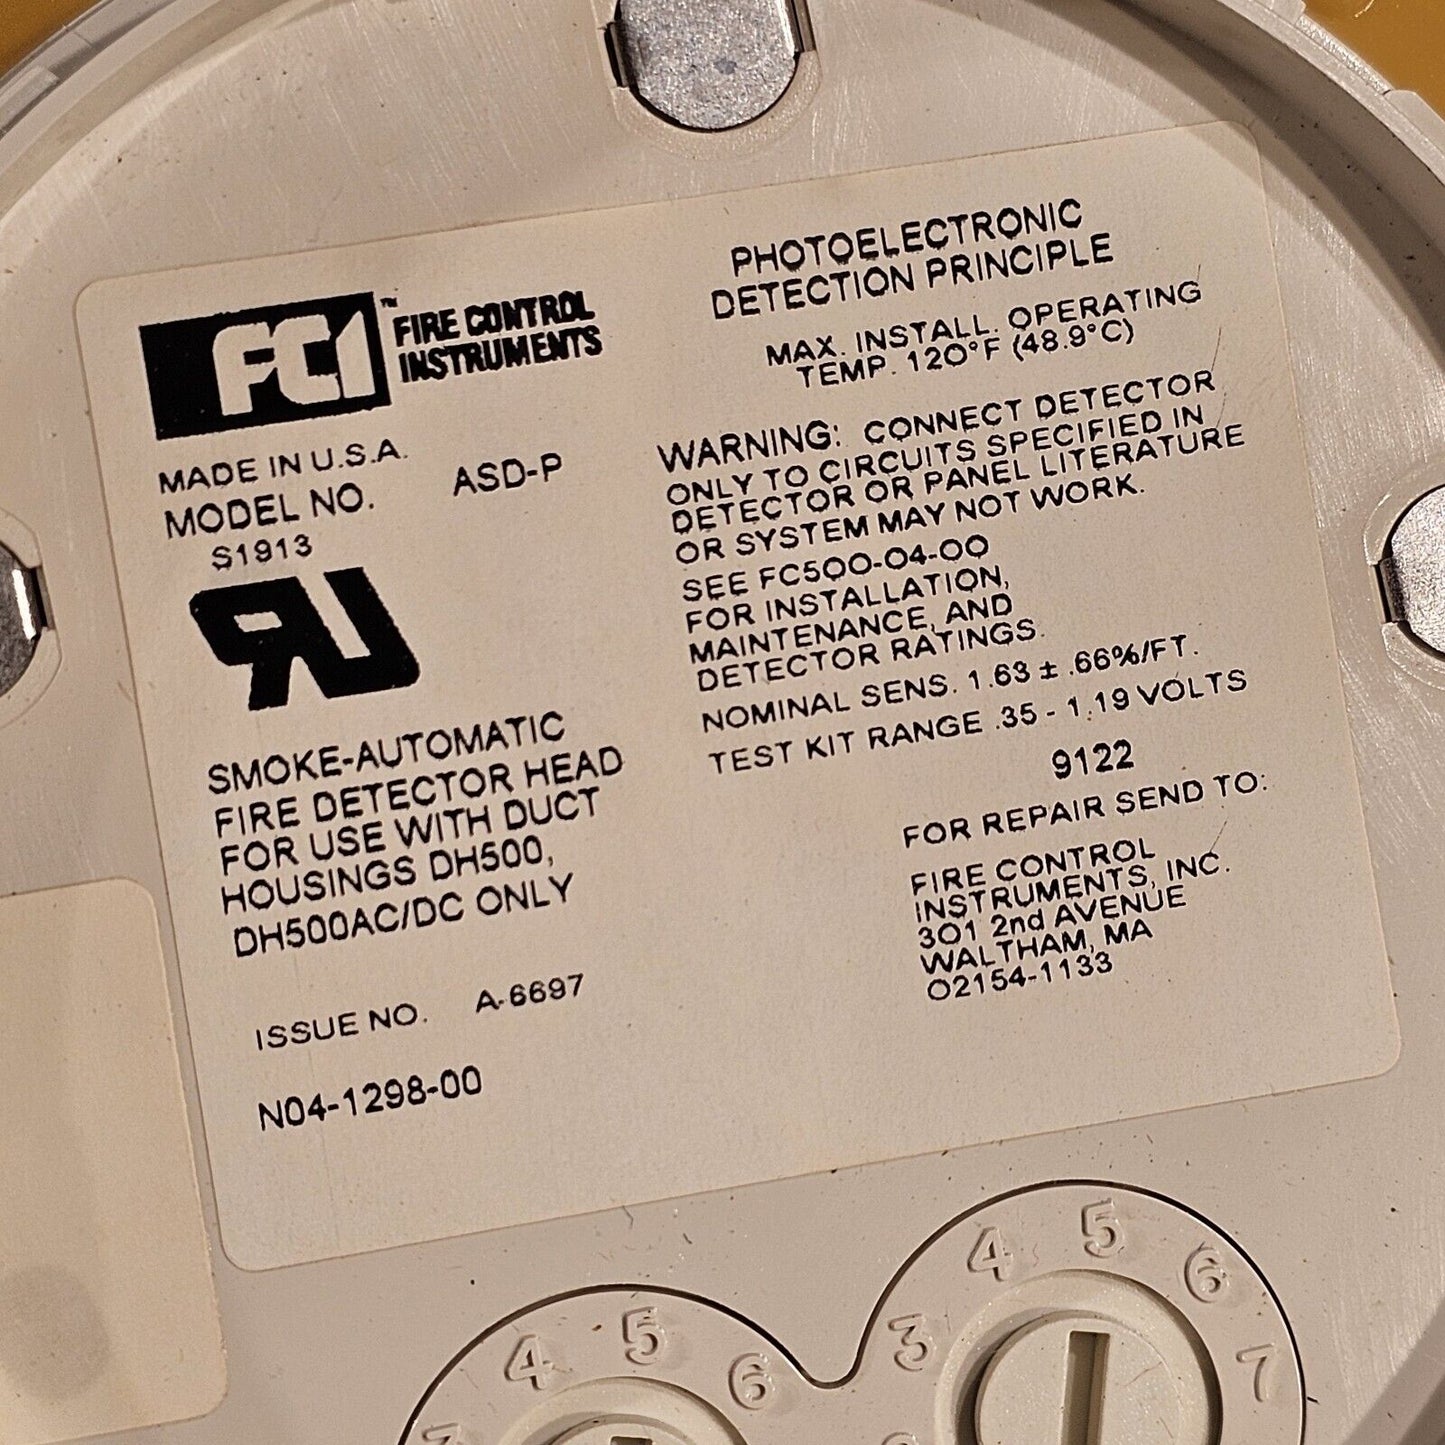 FCI™ FIRE CONTROL
INSTRUMENTS
MADE IN U.S.A.
MODEL NO. ASD-P
S1913
RU
SMOKE-AUTOMATIC
FIRE DETECTOR HEAD
FOR USE WITH DUCT
HOUSINGS DH500,
DH500AC/DC ONLY
ISSUE NO. A-6697
N04-1298-00
PHOTOELECTRONIC
DETECTION PRINCIPLE
MAX. INSTALL. OPERATING
TEMP. 120°F (48.9°C)
WARNING: CONNECT DETECTOR
ONLY TO CIRCUITS SPECIFIED IN
DETECTOR OR PANEL LITERATURE
OR SYSTEM MAY NOT WORK.
SEE FC500-04-00
FOR INSTALLATION,
MAINTENANCE, AND
DETECTOR RATINGS.
NOMINAL SENS. 1.63 ± .66%/FT.
TEST KIT RANGE .35 - 1.19 VOLTS
9122
FOR REPAIR SEND TO:
FIRE CONTROL
INSTRUMENTS, INC.
301 2nd AVENUE
WALTHAM, MA
02154-1133
3 4 5 6
3 4 5 6 7